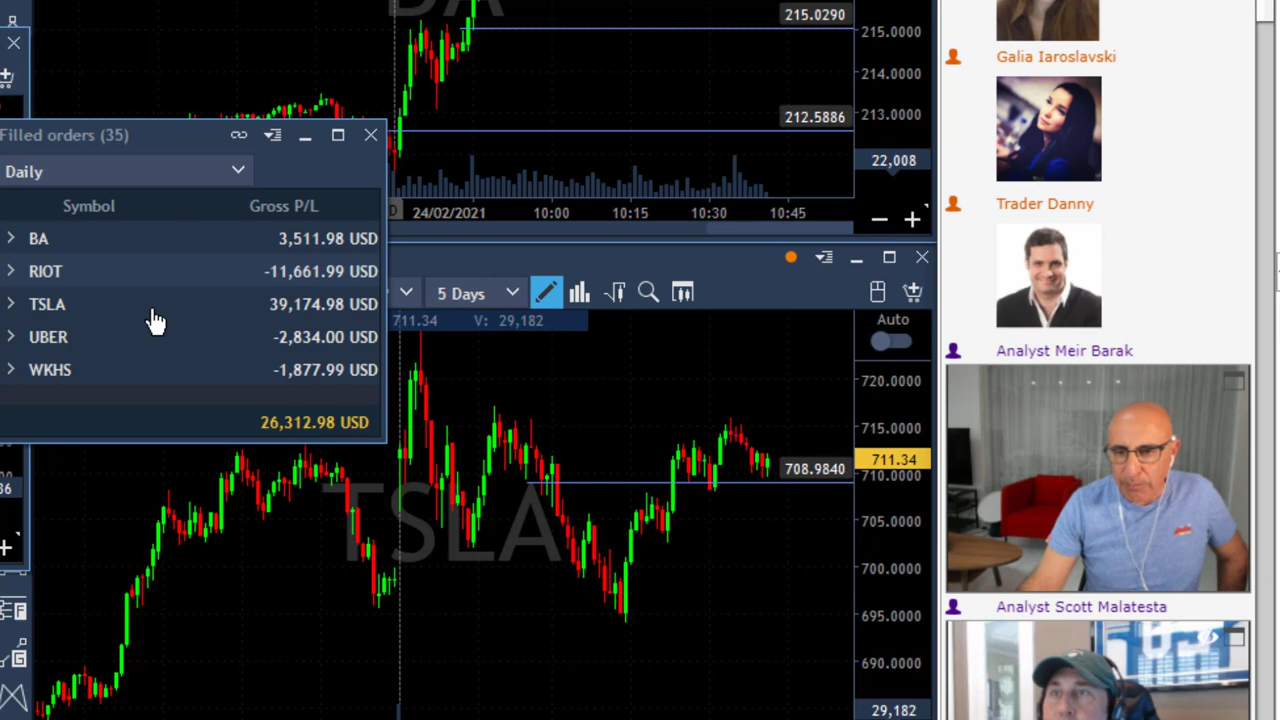 BA
215.0290
215.0000
214.0000
213.0000
212.5886
22,008
24/02/2021
10:00
10:15
10:30
10:45
Filled orders (35)
Daily
Symbol
Gross P/L
BA
3,511.98 USD
RIOT
-11,661.99 USD
TSLA
39,174.98 USD
UBER
-2,834.00 USD
WKHS
-1,877.99 USD
26,312.98 USD
5 Days
711.34 V: 29,182
Auto
720.0000
715.0000
711.34
710.0000
708.9840
705.0000
700.0000
695.0000
690.0000
29,182
TSLA
36
F
G
Galia Iaroslavski
Trader Danny
Analyst Meir Barak
Analyst Scott Malatesta